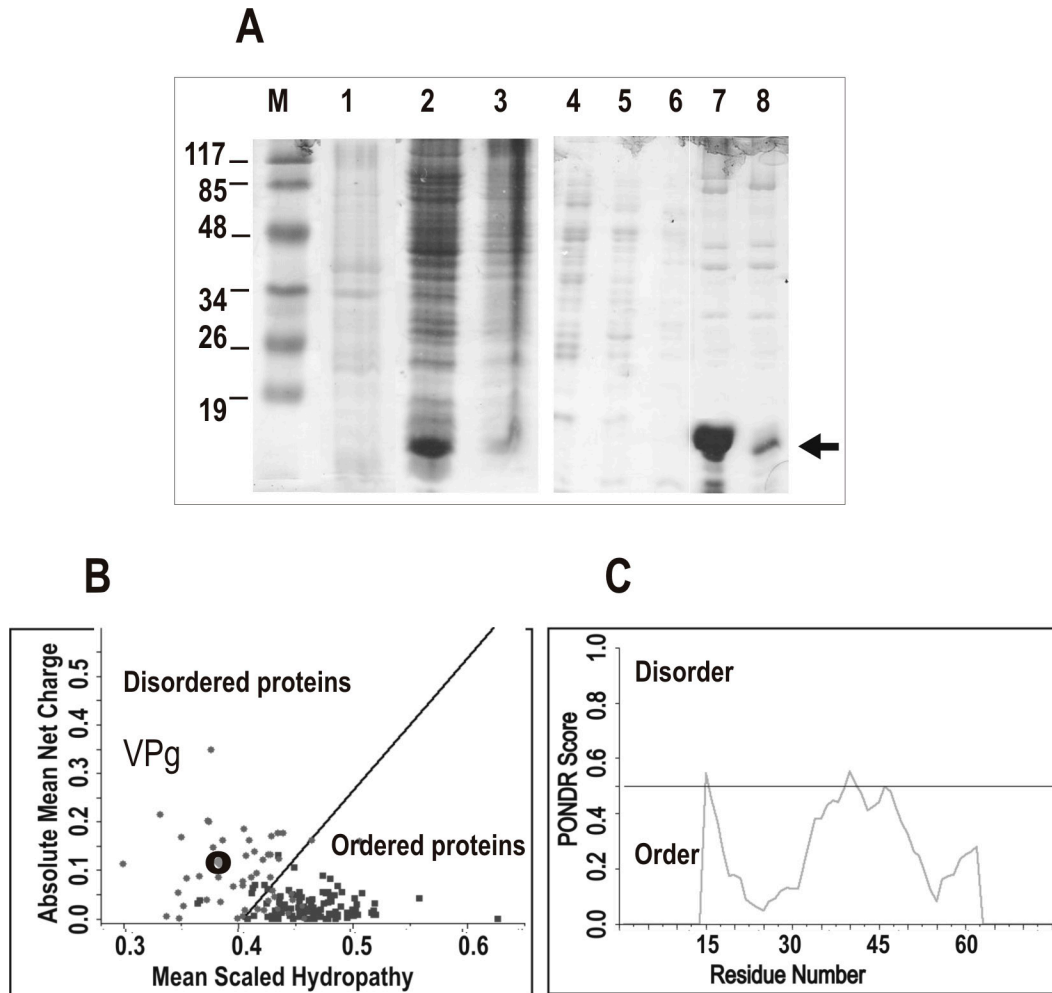 A
M 1 2 3 4 5 6 7 8
117
85
48
34
26
19
B
C
Absolute Mean Net Charge
0.0 0.1 0.2 0.3 0.4 0.5
Disordered proteins
VPg
Ordered proteins
0.3 0.4 0.5 0.6
Mean Scaled Hydropathy
PONDR Score
0.0 0.2 0.4 0.6 0.8 1.0
Disorder
Order
15 30 45 60
Residue Number